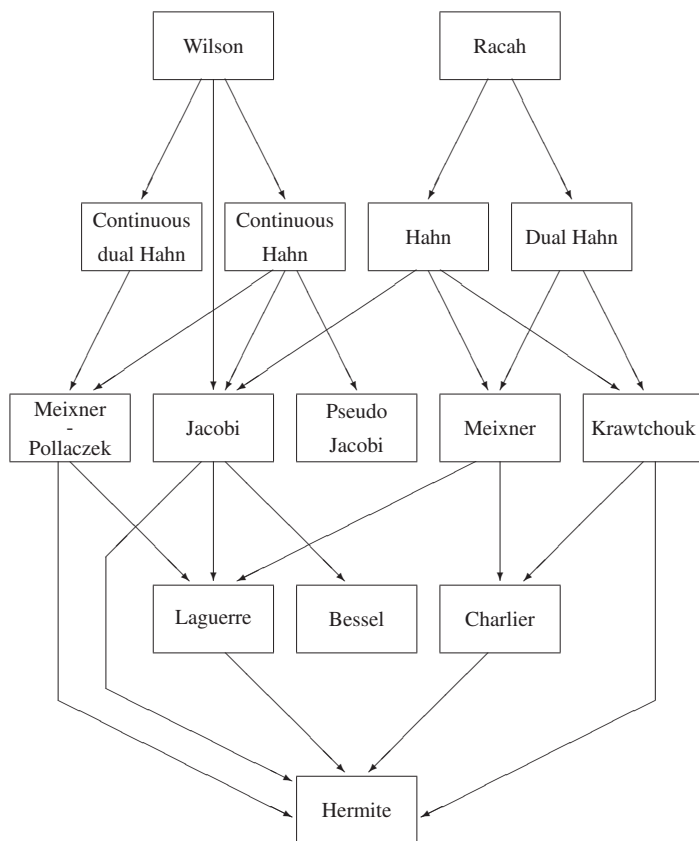 Wilson
Racah
Continuous
dual Hahn
Continuous
Hahn
Hahn
Dual Hahn
Meixner
-
Pollaczek
Jacobi
Pseudo
Jacobi
Meixner
Krawtchouk
Laguerre
Bessel
Charlier
Hermite